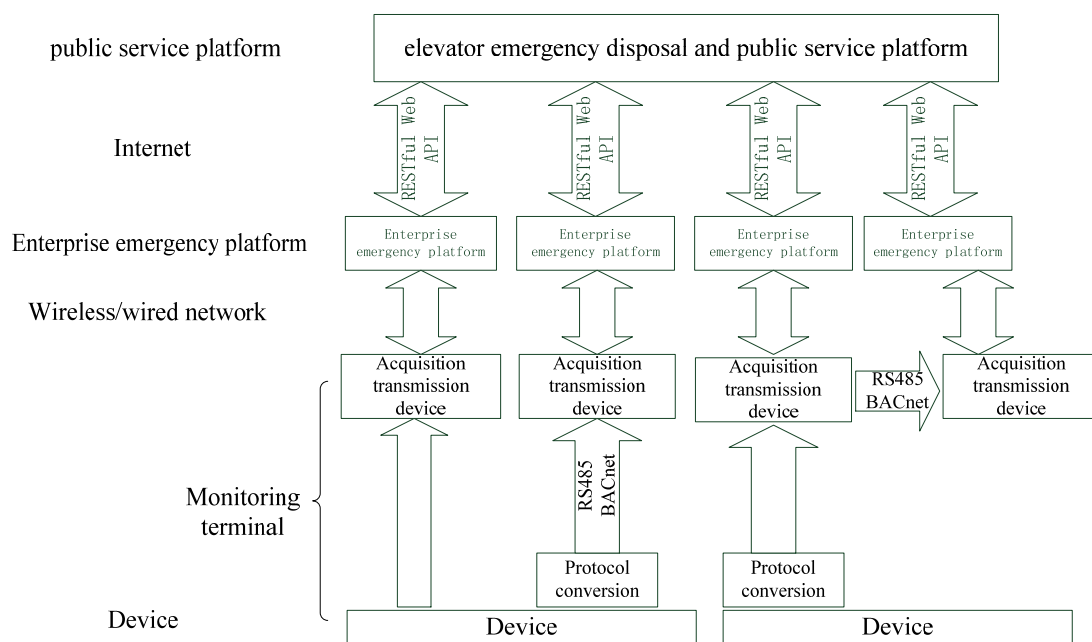 public service platform
elevator emergency disposal and public service platform
Internet
RESTful Web
API
RESTful Web
API
RESTful Web
API
RESTful Web
API
Enterprise emergency platform
Enterprise
emergency platform
Enterprise
emergency platform
Enterprise
emergency platform
Enterprise
emergency platform
Wireless/wired network
Acquisition
transmission
device
Acquisition
transmission
device
Acquisition
transmission
device
RS485
BACnet
Acquisition
transmission
device
Monitoring
terminal
RS485
BACnet
Protocol
conversion
Protocol
conversion
Device
Device
Device